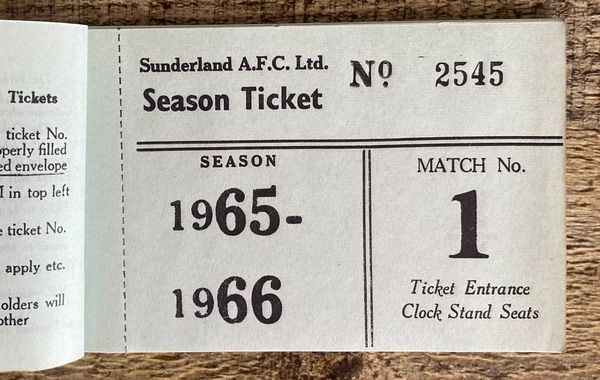 Tickets
ticket No.
operly filled
ed envelope
in top left
ticket No.
apply etc.
olders will
other
Sunderland A.F.C. Ltd.
Season Ticket
Nº 2545
SEASON
1965-
1966
MATCH No.
1
Ticket Entrance
Clock Stand Seats